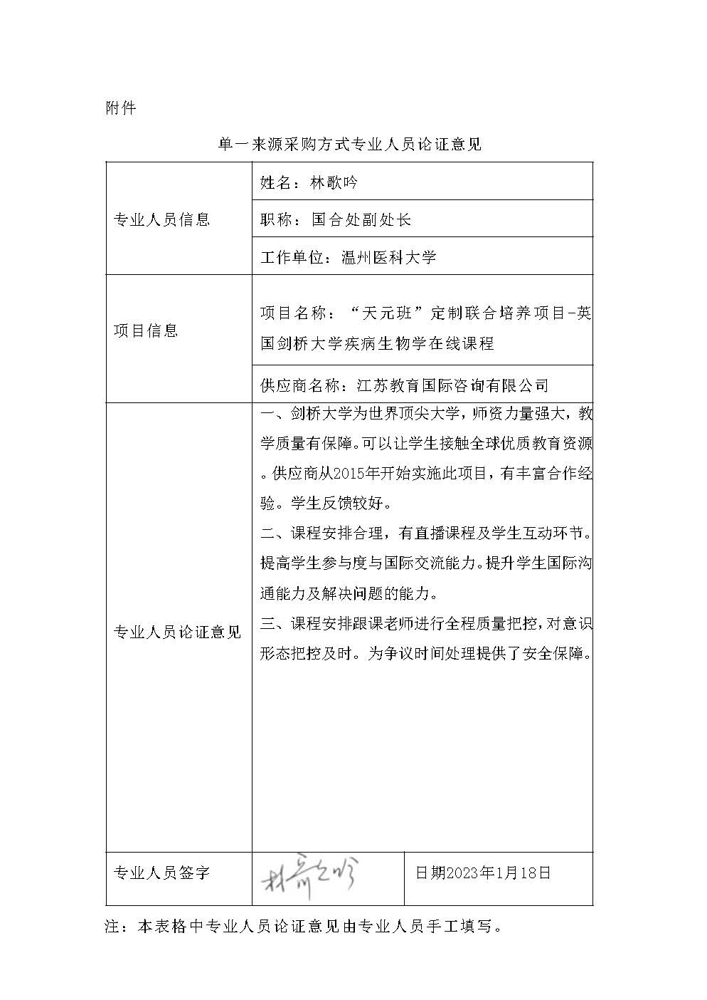 附件
单一来源采购方式专业人员论证意见
专业人员信息
姓名：林歌吟
职称：国合处副处长
工作单位：温州医科大学
项目信息
项目名称：“天元班”定制联合培养项目-英
国剑桥大学疾病生物学在线课程
供应商名称：江苏教育国际咨询有限公司
专业人员论证意见
一、剑桥大学为世界顶尖大学，师资力量强大，教
学质量有保障。可以让学生接触全球优质教育资源
。供应商从2015年开始实施此项目，有丰富合作经
验。学生反馈较好。
二、课程安排合理，有直播课程及学生互动环节。
提高学生参与度与国际交流能力。提升学生国际沟
通能力及解决问题的能力。
三、课程安排跟课老师进行全程质量把控，对意识
形态把控及时。为争议时间处理提供了安全保障。
专业人员签字
林歌吟
日期2023年1月18日
注：本表格中专业人员论证意见由专业人员手工填写。